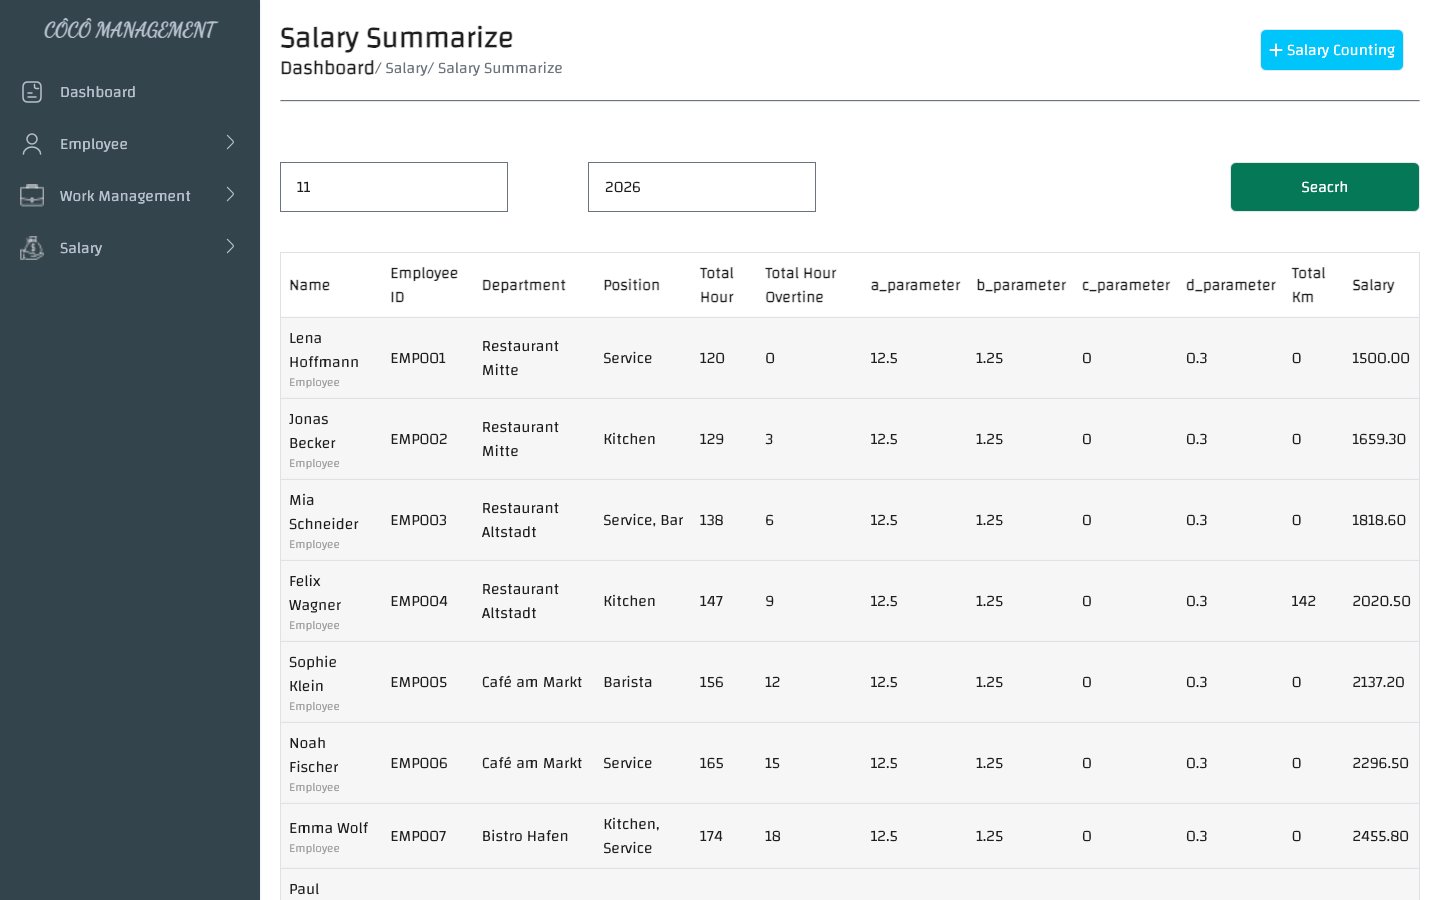 CÔCÔ MANAGEMENT
Dashboard
Employee
Work Management
Salary
Salary Summarize
Dashboard/ Salary/ Salary Summarize
+ Salary Counting
11
2026
Seacrh
Name Employee ID Department Position Total Hour Total Hour Overtine a_parameter b_parameter c_parameter d_parameter Total Km Salary
Lena Hoffmann Employee EMP001 Restaurant Mitte Service 120 0 12.5 1.25 0 0.3 0 1500.00
Jonas Becker Employee EMP002 Restaurant Mitte Kitchen 129 3 12.5 1.25 0 0.3 0 1659.30
Mia Schneider Employee EMP003 Restaurant Altstadt Service, Bar 138 6 12.5 1.25 0 0.3 0 1818.60
Felix Wagner Employee EMP004 Restaurant Altstadt Kitchen 147 9 12.5 1.25 0 0.3 142 2020.50
Sophie Klein Employee EMP005 Café am Markt Barista 156 12 12.5 1.25 0 0.3 0 2137.20
Noah Fischer Employee EMP006 Café am Markt Service 165 15 12.5 1.25 0 0.3 0 2296.50
Emma Wolf Employee EMP007 Bistro Hafen Kitchen, Service 174 18 12.5 1.25 0 0.3 0 2455.80
Paul